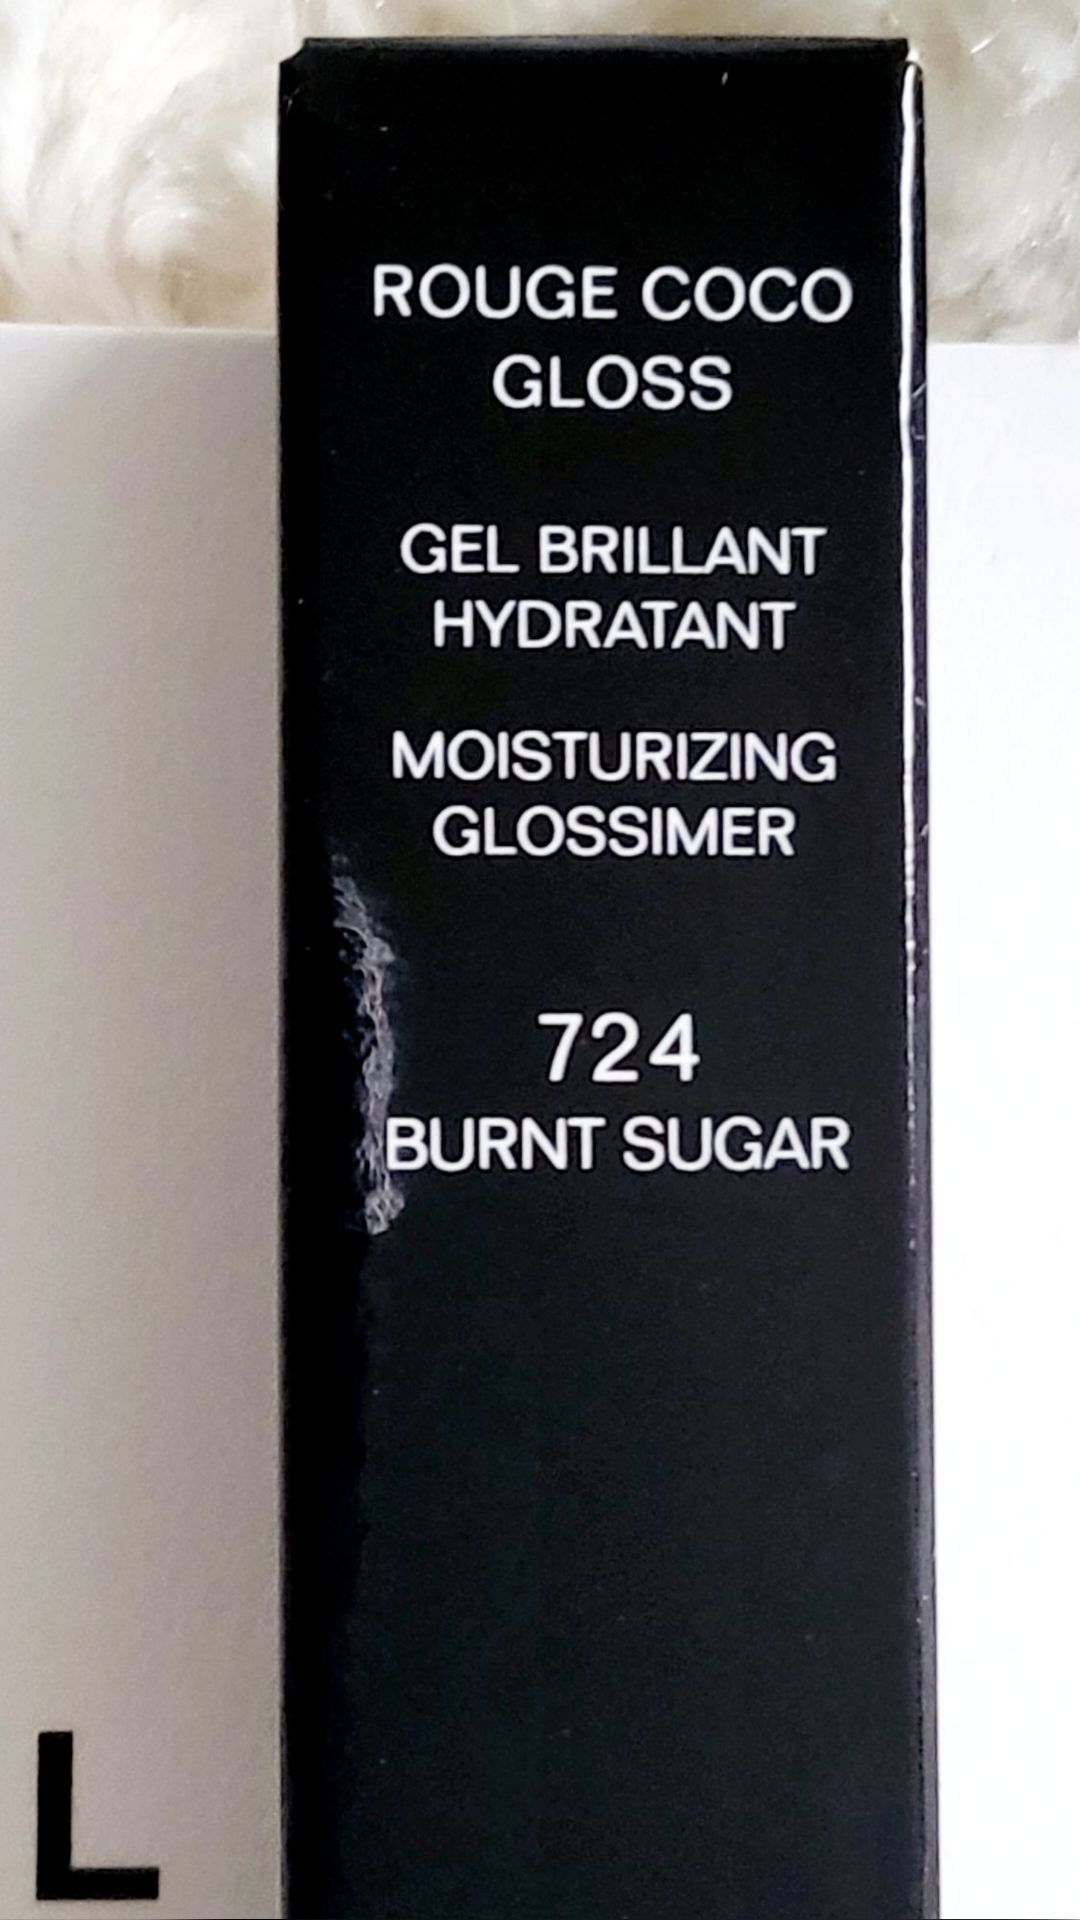 ROUGE COCO
GLOSS
GEL BRILLANT
HYDRATANT
MOISTURIZING
GLOSSIMER
724
BURNT SUGAR
L